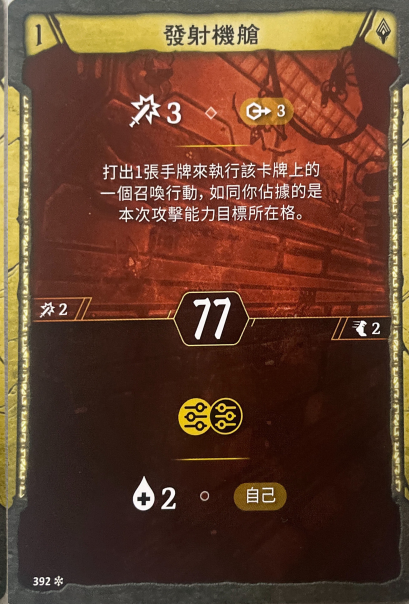 1 發射機艙
3 3
打出1張手牌來執行該卡牌上的
一個召喚行動，如同你佔據的是
本次攻擊能力目標所在格。
2
77
2
2 自己
392